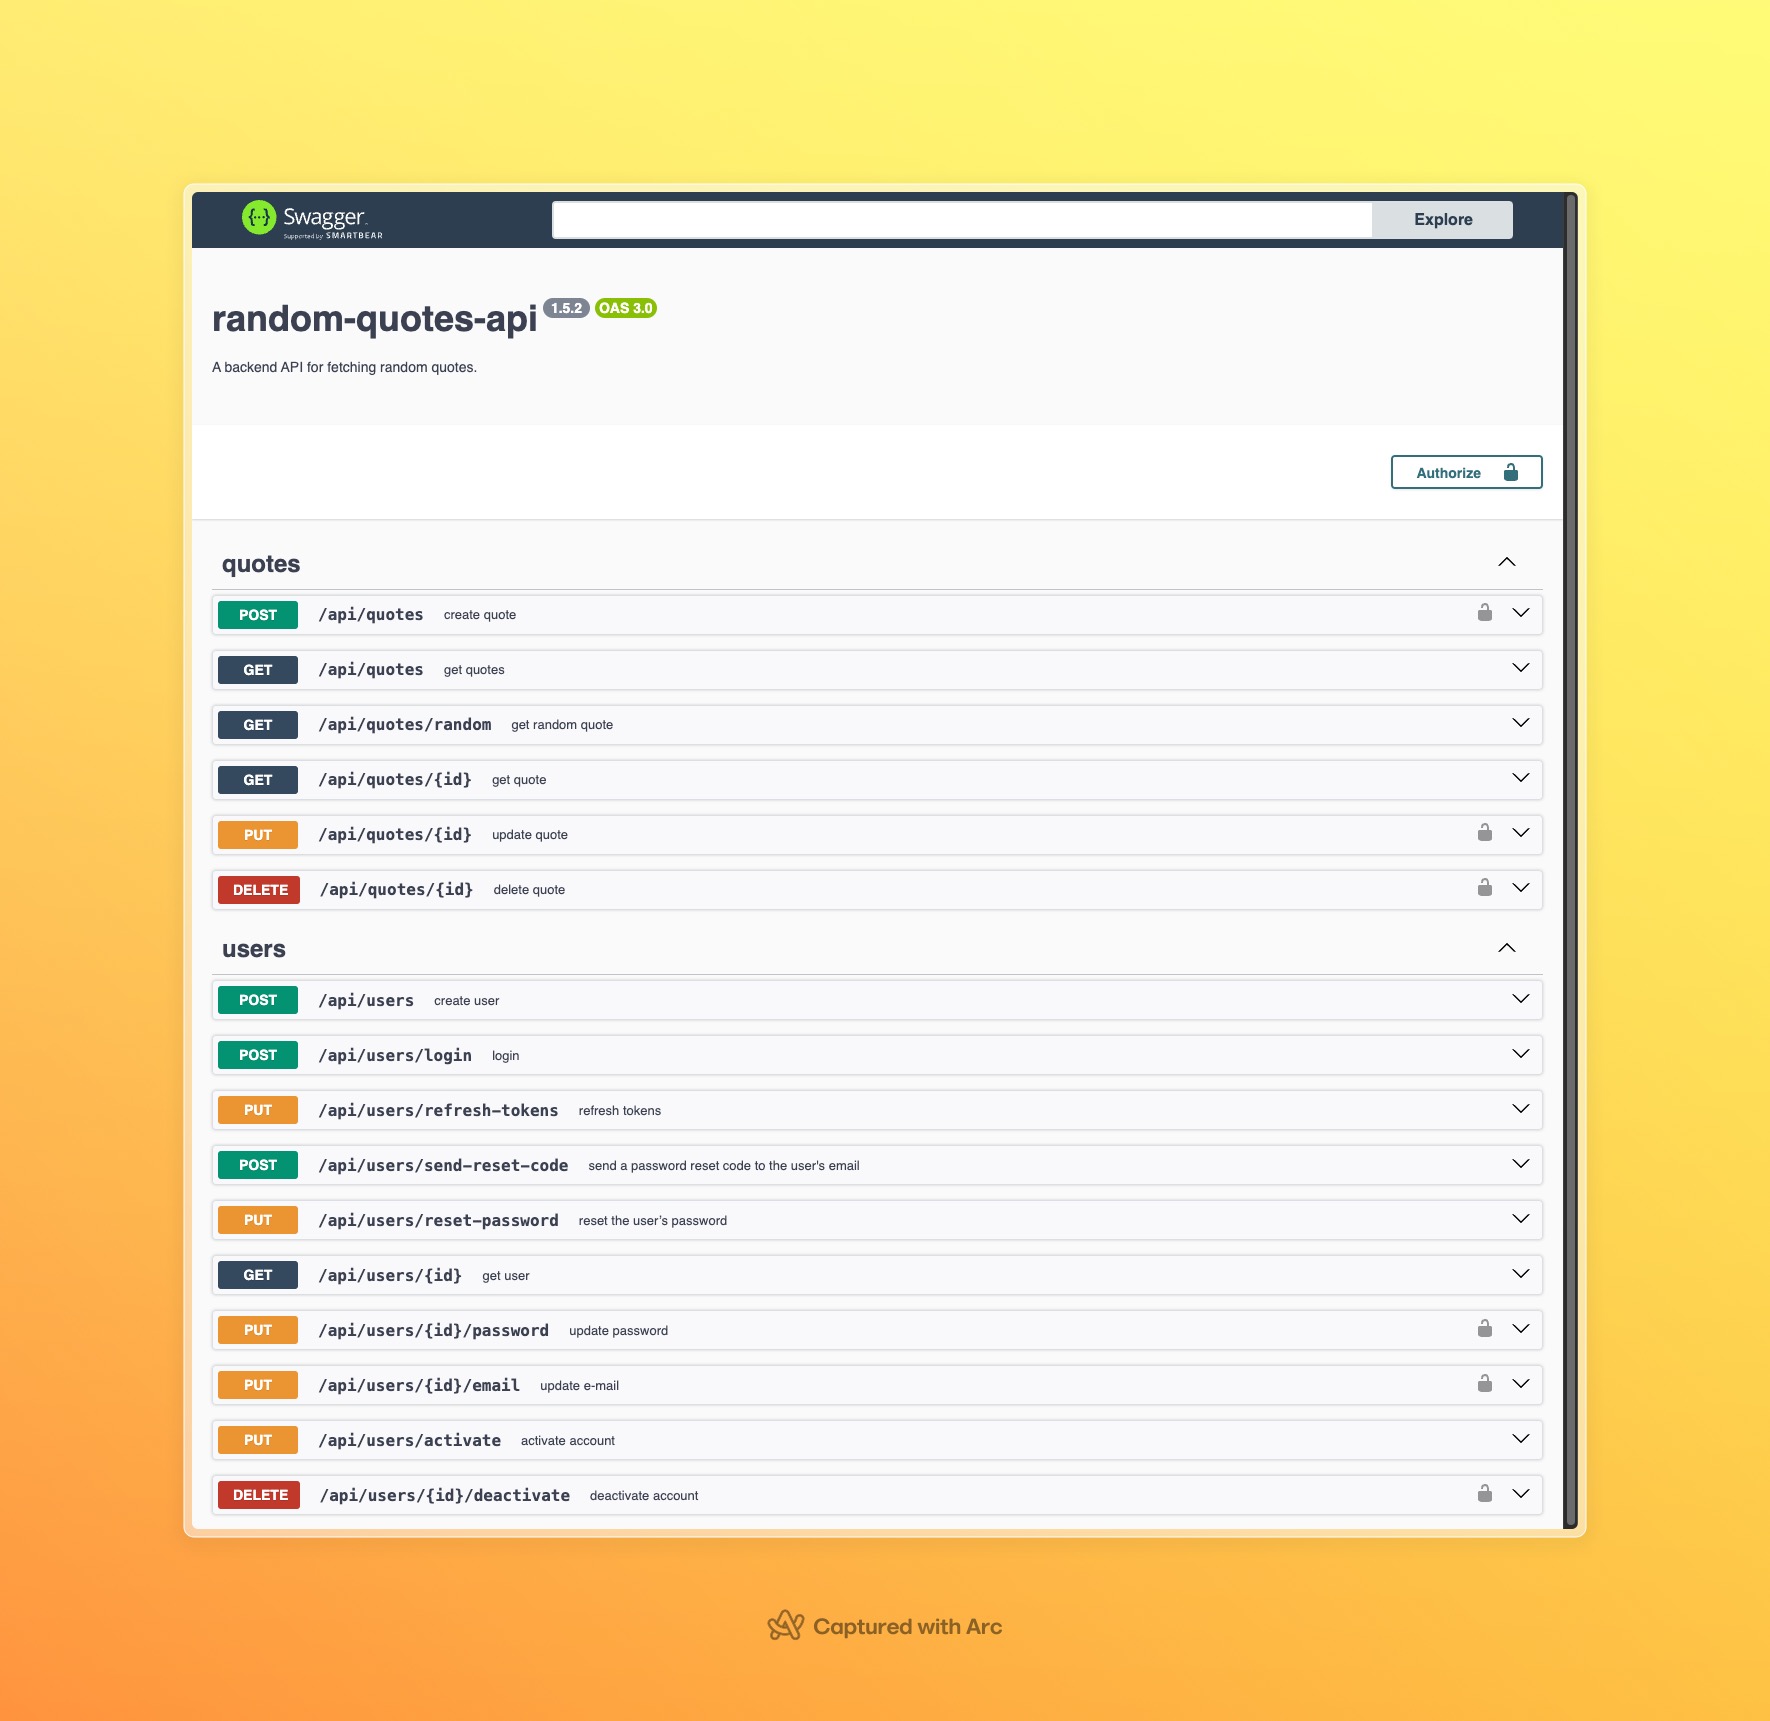 Swagger.
Supported by SMARTBEAR
Explore
random-quotes-api 1.5.2 OAS 3.0
A backend API for fetching random quotes.
Authorize
quotes
POST /api/quotes create quote
GET /api/quotes get quotes
GET /api/quotes/random get random quote
GET /api/quotes/{id} get quote
PUT /api/quotes/{id} update quote
DELETE /api/quotes/{id} delete quote
users
POST /api/users create user
POST /api/users/login login
PUT /api/users/refresh-tokens refresh tokens
POST /api/users/send-reset-code send a password reset code to the user's email
PUT /api/users/reset-password reset the user's password
GET /api/users/{id} get user
PUT /api/users/{id}/password update password
PUT /api/users/{id}/email update e-mail
PUT /api/users/activate activate account
DELETE /api/users/{id}/deactivate deactivate account
Captured with Arc